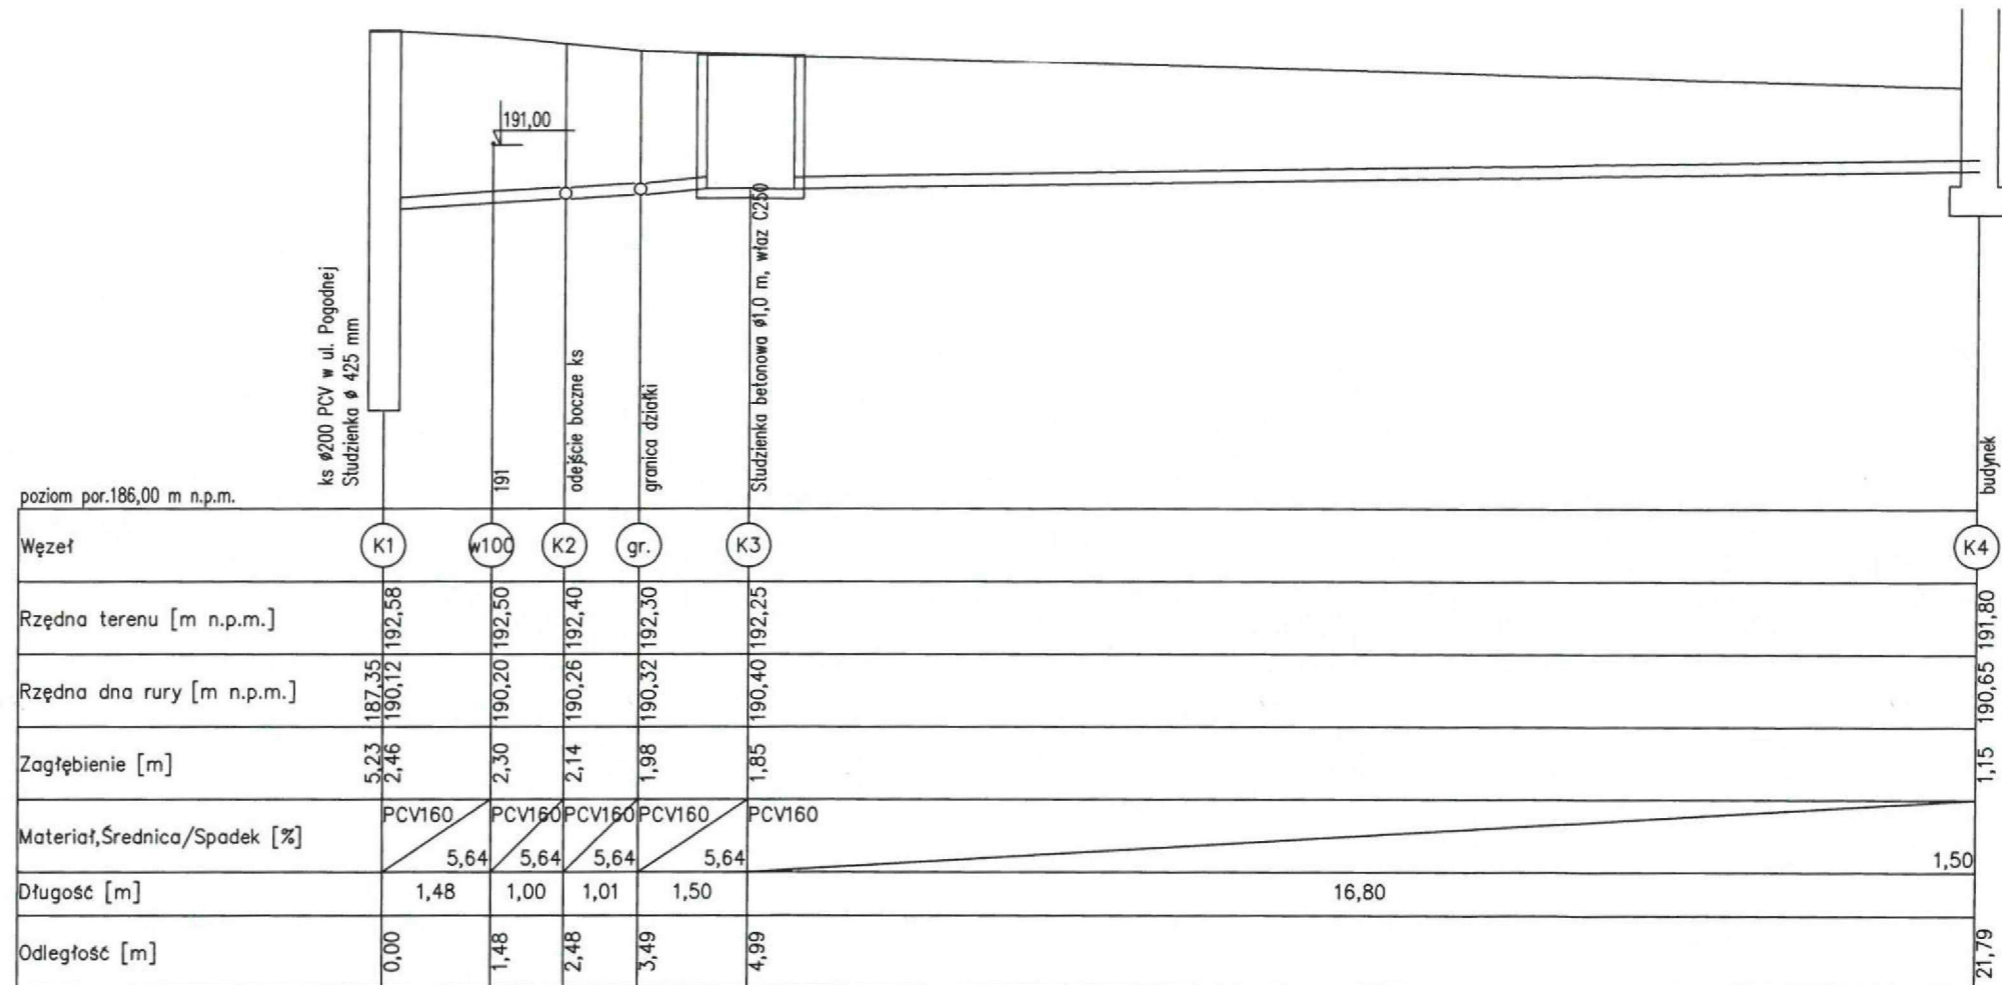 191,00
ks ø200 PCV w ul. Pogodnej
Studzienka ø 425 mm
191
odejście boczne ks
granica działki
Studzienka betonowa ø1,0 m, właz C250
budynek
poziom por.186,00 m n.p.m.
Węzeł K1 w100 K2 gr. K3 K4
Rzędna terenu [m n.p.m.] 192,58 192,50 192,40 192,30 192,25 191,80
Rzędna dna rury [m n.p.m.] 187,35 190,12 190,20 190,26 190,32 190,40 190,65
Zagłębienie [m] 5,23 2,46 2,30 2,14 1,98 1,85 1,15
PCV160 PCV160 PCV160 PCV160 PCV160
Materiał,Średnica/Spadek [%]
5,64 5,64 5,64 5,64 1,50
Długość [m] 1,48 1,00 1,01 1,50 16,80
Odległość [m] 0,00 1,48 2,48 3,49 4,99 21,79